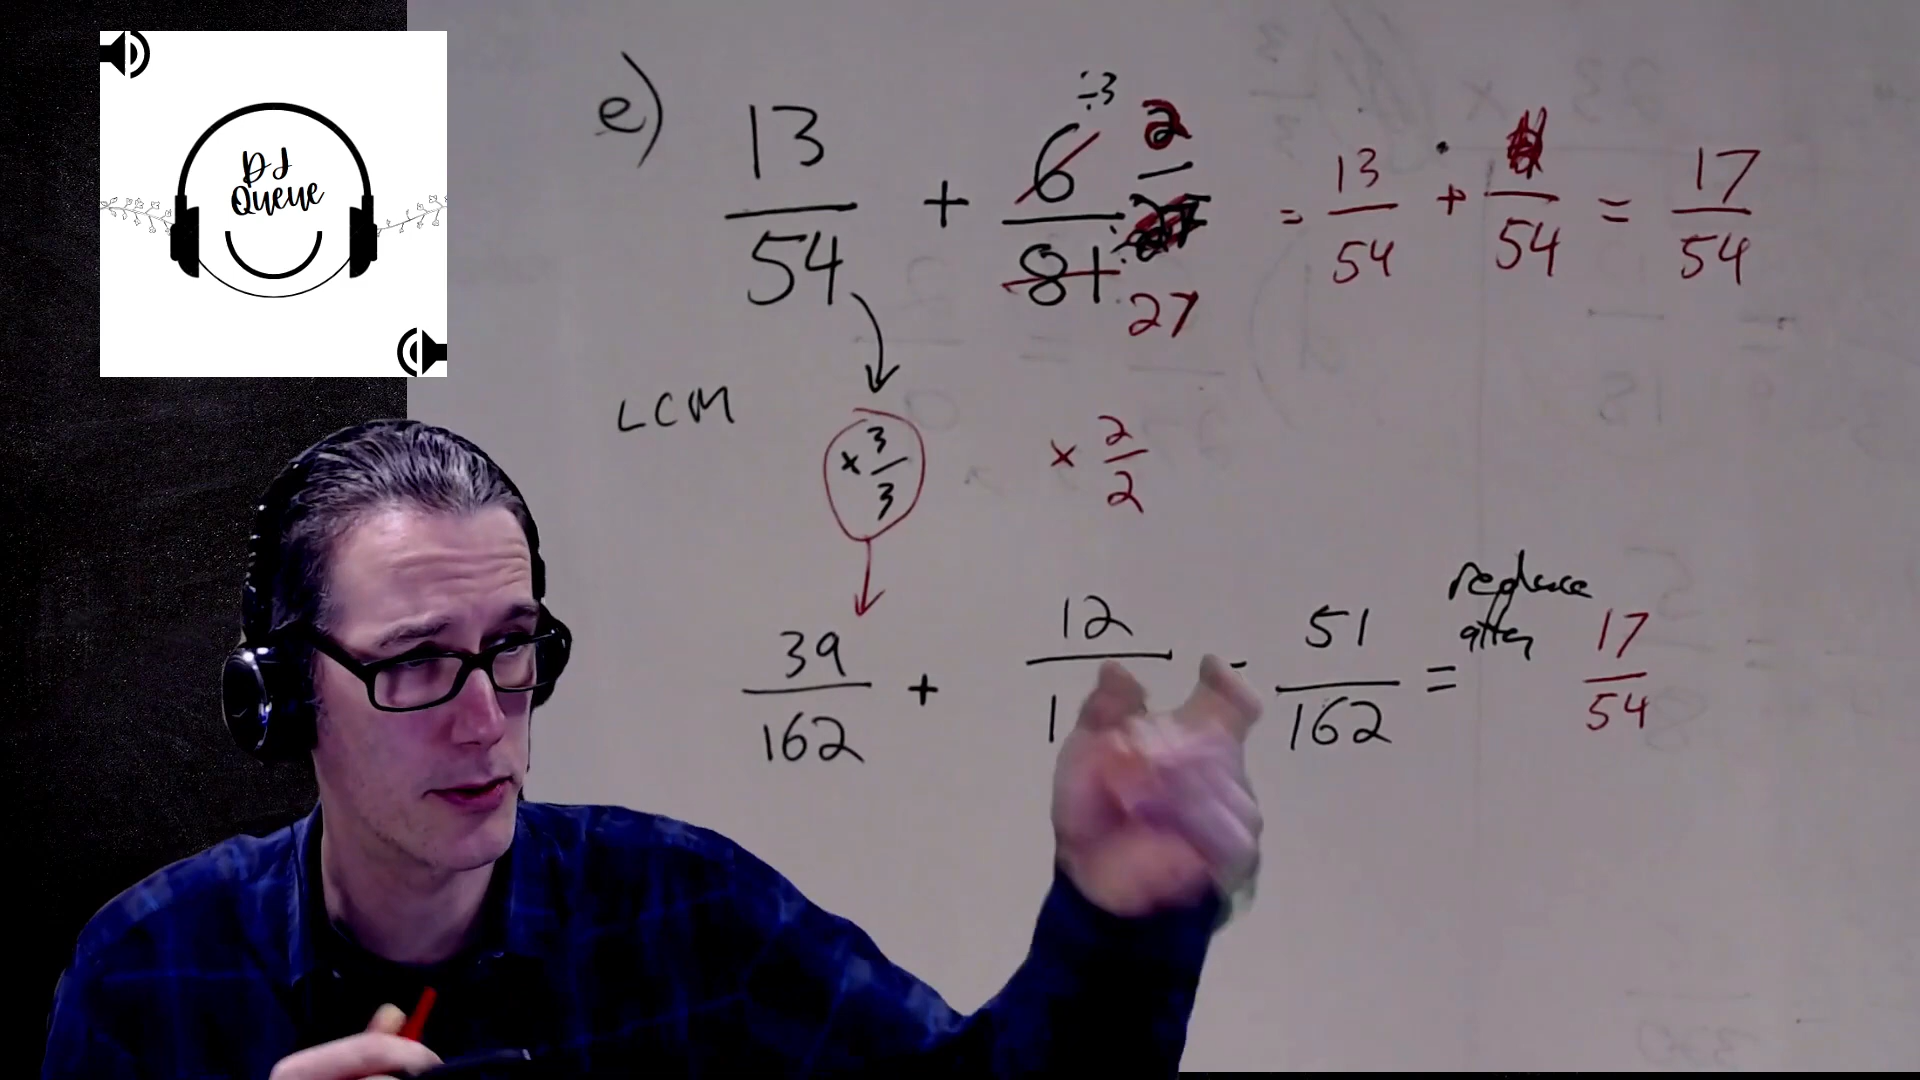 DJ
Queue
e) 13/54 + 6/81 ÷3 2/27 = 13/54 + 4/54 = 17/54
LCM × 3/3 × 2/2
39/162 + 12/1 = 51/162 = reduce after 17/54